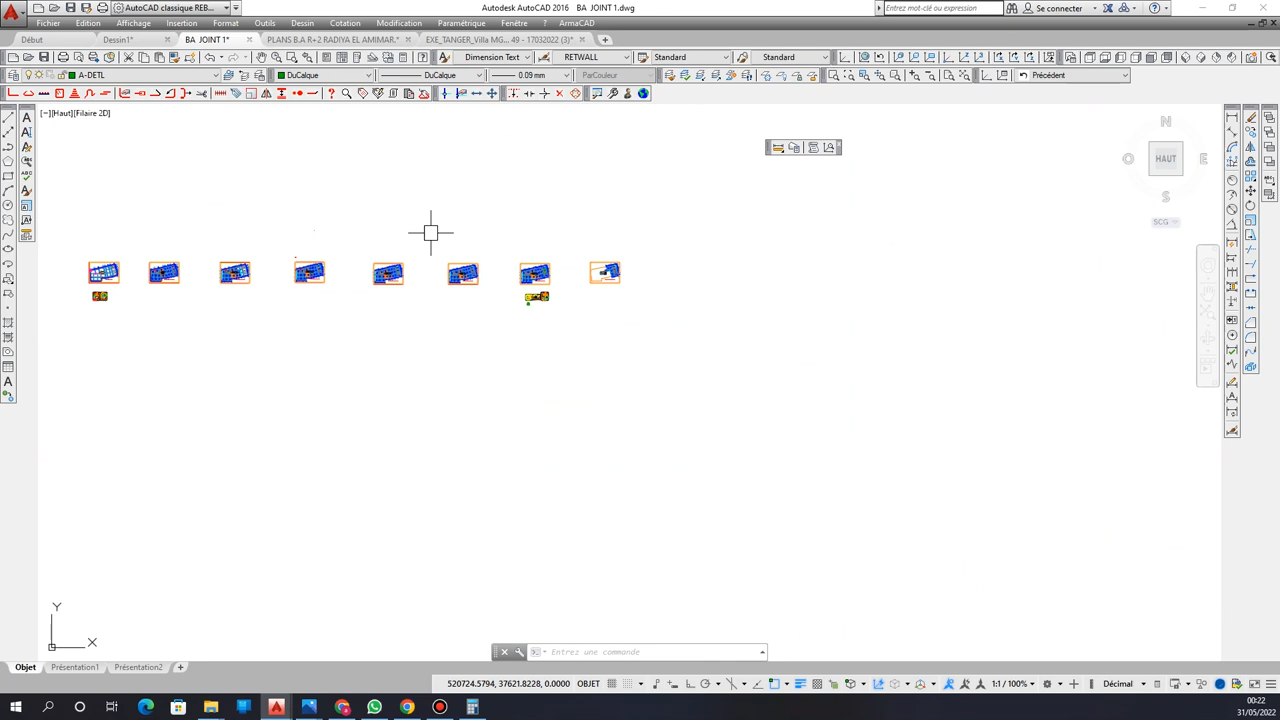 AutoCAD classique REB...
Autodesk AutoCAD 2016   BA  JOINT 1.dwg
Entrez mot-clé ou expression
Se connecter
Fichier
Edition
Affichage
Insertion
Format
Outils
Dessin
Cotation
Modification
Paramétrique
Fenêtre
?
ArmaCAD
Début
Dessin1*
BA  JOINT 1*
PLANS B.A R+2 RADIYA EL AMIMAR.*
EXE_TANGER_Villa MG... 49 - 17032022 (3)*
Dimension Text
RETWALL
Standard
Standard
A-DETL
DuCalque
DuCalque
0.09 mm
ParCouleur
Précédent
[−][Haut][Filaire 2D]
N
O
HAUT
E
S
SCG
Y
X
Entrez une commande
Objet
Présentation1
Présentation2
520724.5794, 37621.8228, 0.0000
OBJET
1:1 / 100%
Décimal
00:22
31/05/2022